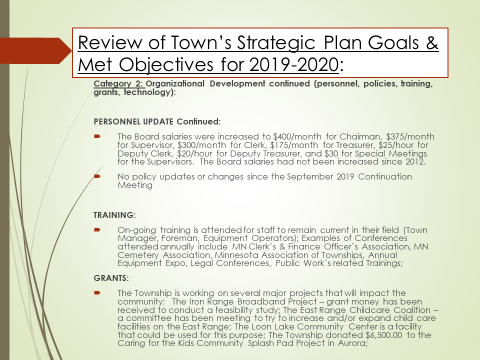 Review of Town's Strategic Plan Goals &
Met Objectives for 2019-2020:
Category 2: Organizational Development continued (personnel, policies, training,
grants, technology):
PERSONNEL UPDATE Continued:
The Board salaries were increased to $400/month for Chairman, $375/month
for Supervisor, $300/month for Clerk, $175/month for Treasurer, $25/hour for
Deputy Clerk, $20/hour for Deputy Treasurer, and $30 for Special Meetings
for the Supervisors. The Board salaries had not been increased since 2012.
No policy updates or changes since the September 2019 Continuation
Meeting
TRAINING:
On-going training is attended for staff to remain current in their field (Town
Manager, Foreman, Equipment Operators); Examples of Conferences
attended annually include MN Clerk's & Finance Officer's Association, MN
Cemetery Association, Minnesota Association of Townships, Annual
Equipment Expo, Legal Conferences, Public Work's related Trainings;
GRANTS:
The Township is working on several major projects that will impact the
community: The Iron Range Broadband Project – grant money has been
received to conduct a feasibility study; The East Range Childcare Coalition –
a committee has been meeting to try to increase and/or expand child care
facilities on the East Range; The Loon Lake Community Center is a facility
that could be used for this purpose; The Township donated $6,500.00 to the
Caring for the Kids Community Splash Pad Project in Aurora;